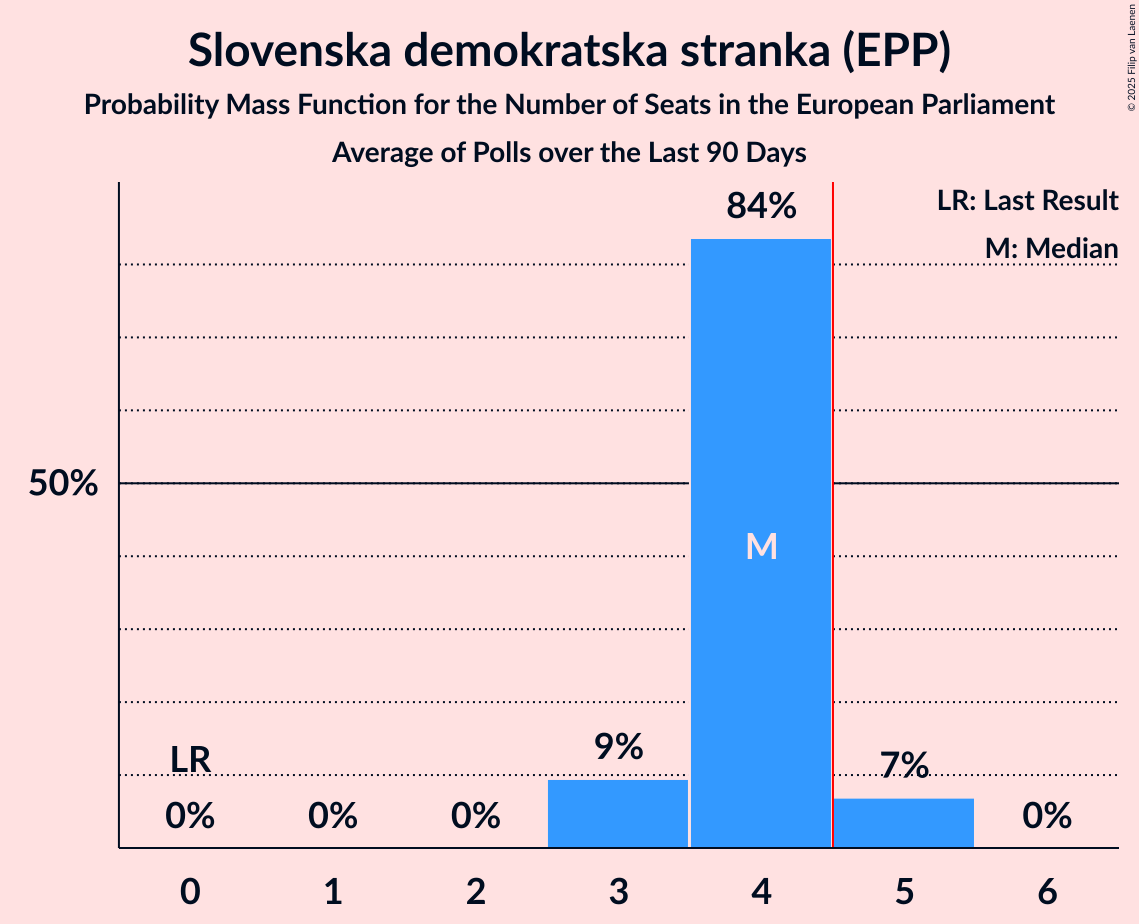 Slovenska demokratska stranka (EPP)
Probability Mass Function for the Number of Seats in the European Parliament
Average of Polls over the Last 90 Days
© 2025 Filip van Laenen
LR: Last Result
M: Median
84%
50%
M
LR
9%
7%
0% 0% 0% 0%
0 1 2 3 4 5 6